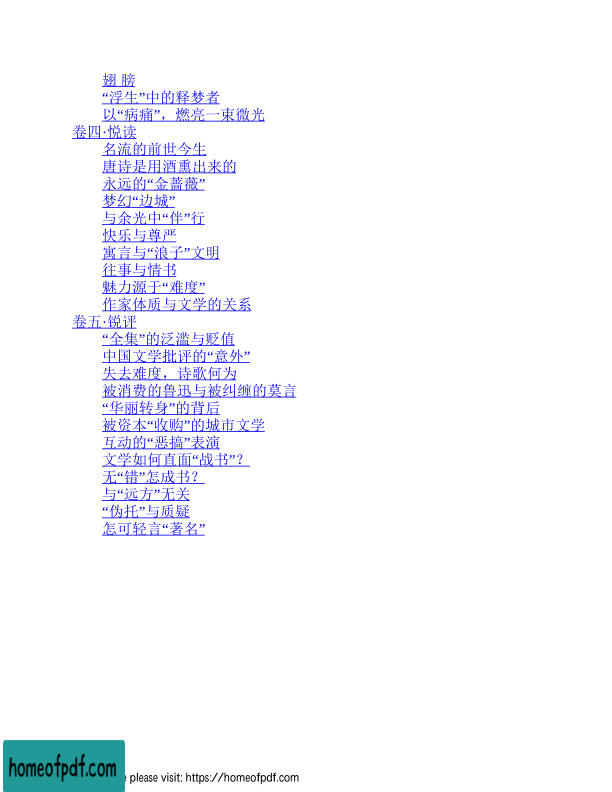 翅 膀
“浮生”中的释梦者
以“病痛”，燃亮一束微光
卷四·悦读
名流的前世今生
唐诗是用酒熏出来的
永远的“金蔷薇”
梦幻“边城”
与余光中“伴”行
快乐与尊严
寓言与“浪子”文明
往事与情书
魅力源于“难度”
作家体质与文学的关系
卷五·锐评
“全集”的泛滥与贬值
中国文学批评的“意外”
失去难度，诗歌何为
被消费的鲁迅与被纠缠的莫言
“华丽转身”的背后
被资本“收购”的城市文学
互动的“恶搞”表演
文学如何直面“战书”？
无“错”怎成书？
与“远方”无关
“伪托”与质疑
怎可轻言“著名”
homeofpdf.com
please visit: https://homeofpdf.com